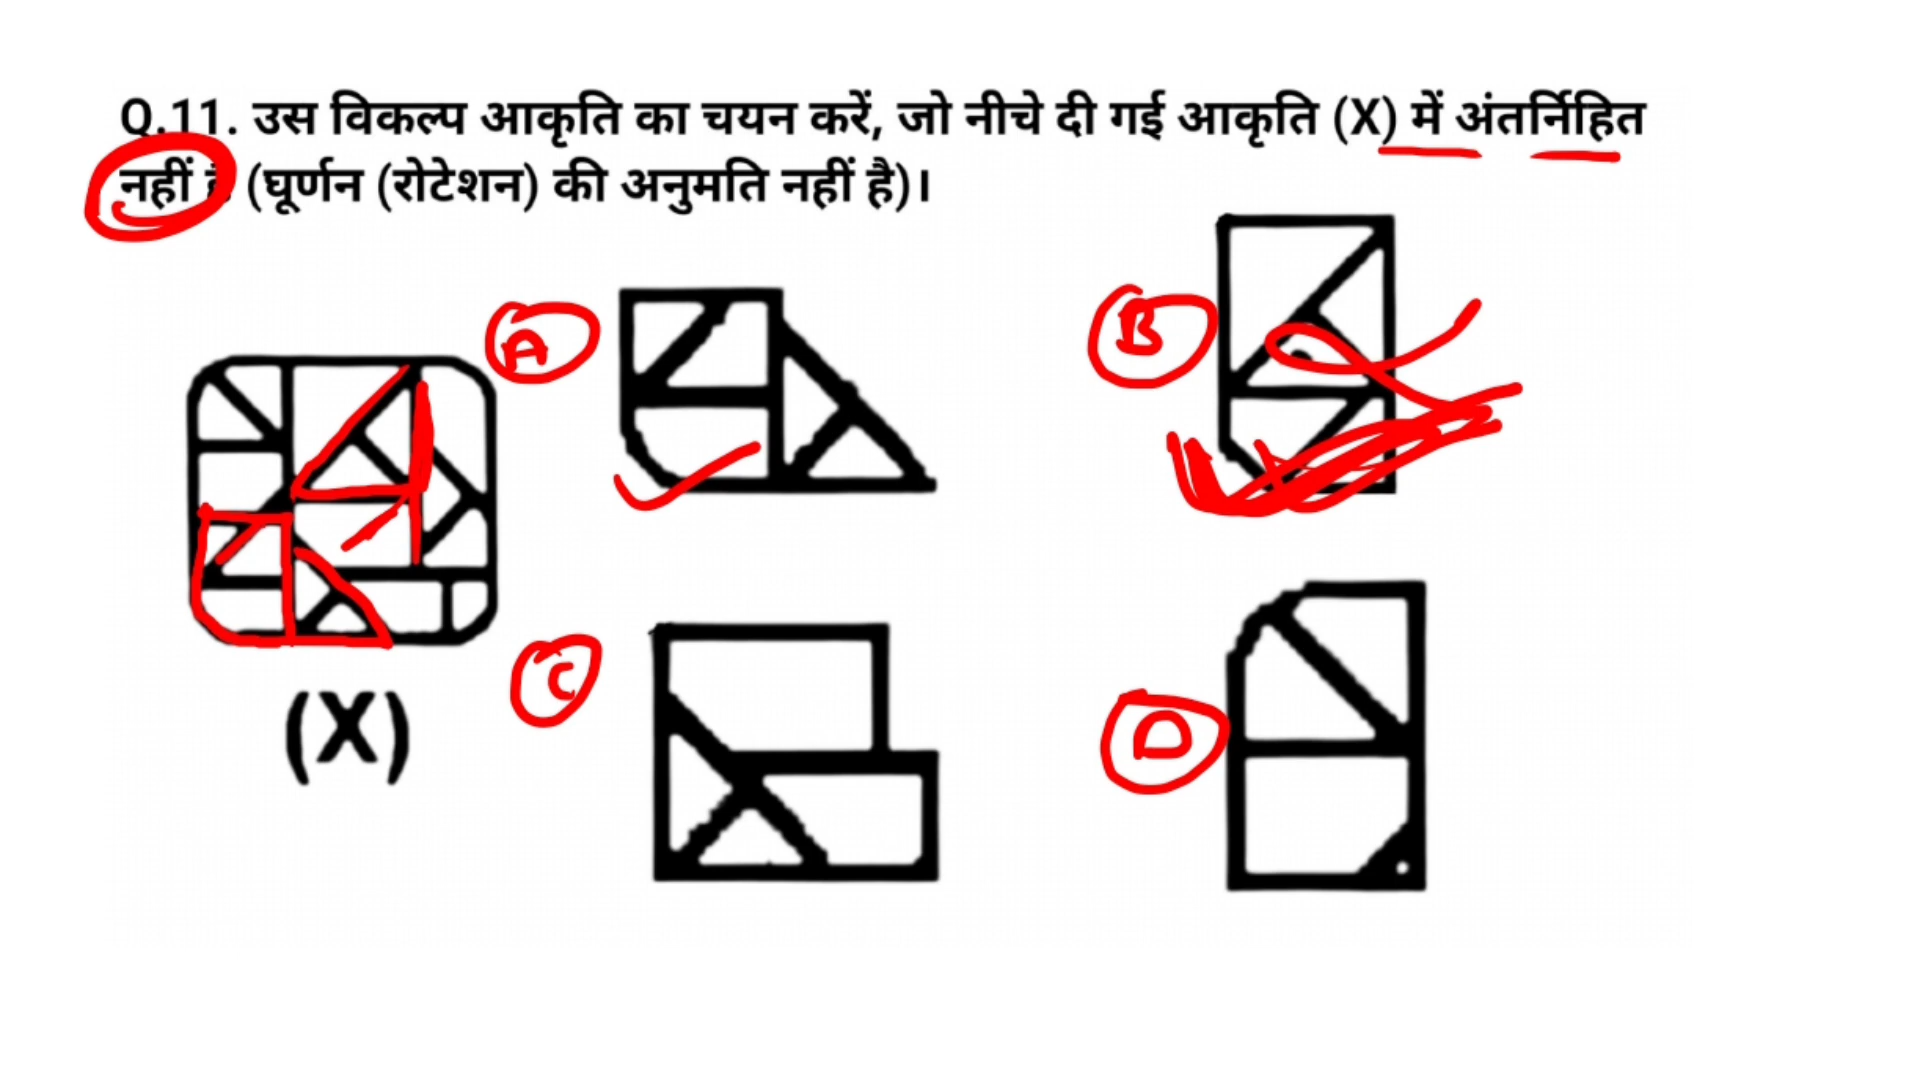 Q.11. उस विकल्प आकृति का चयन करें, जो नीचे दी गई आकृति (X) में अंतर्निहित
नहीं है (घूर्णन (रोटेशन) की अनुमति नहीं है)।
A
B
(X)
C
D